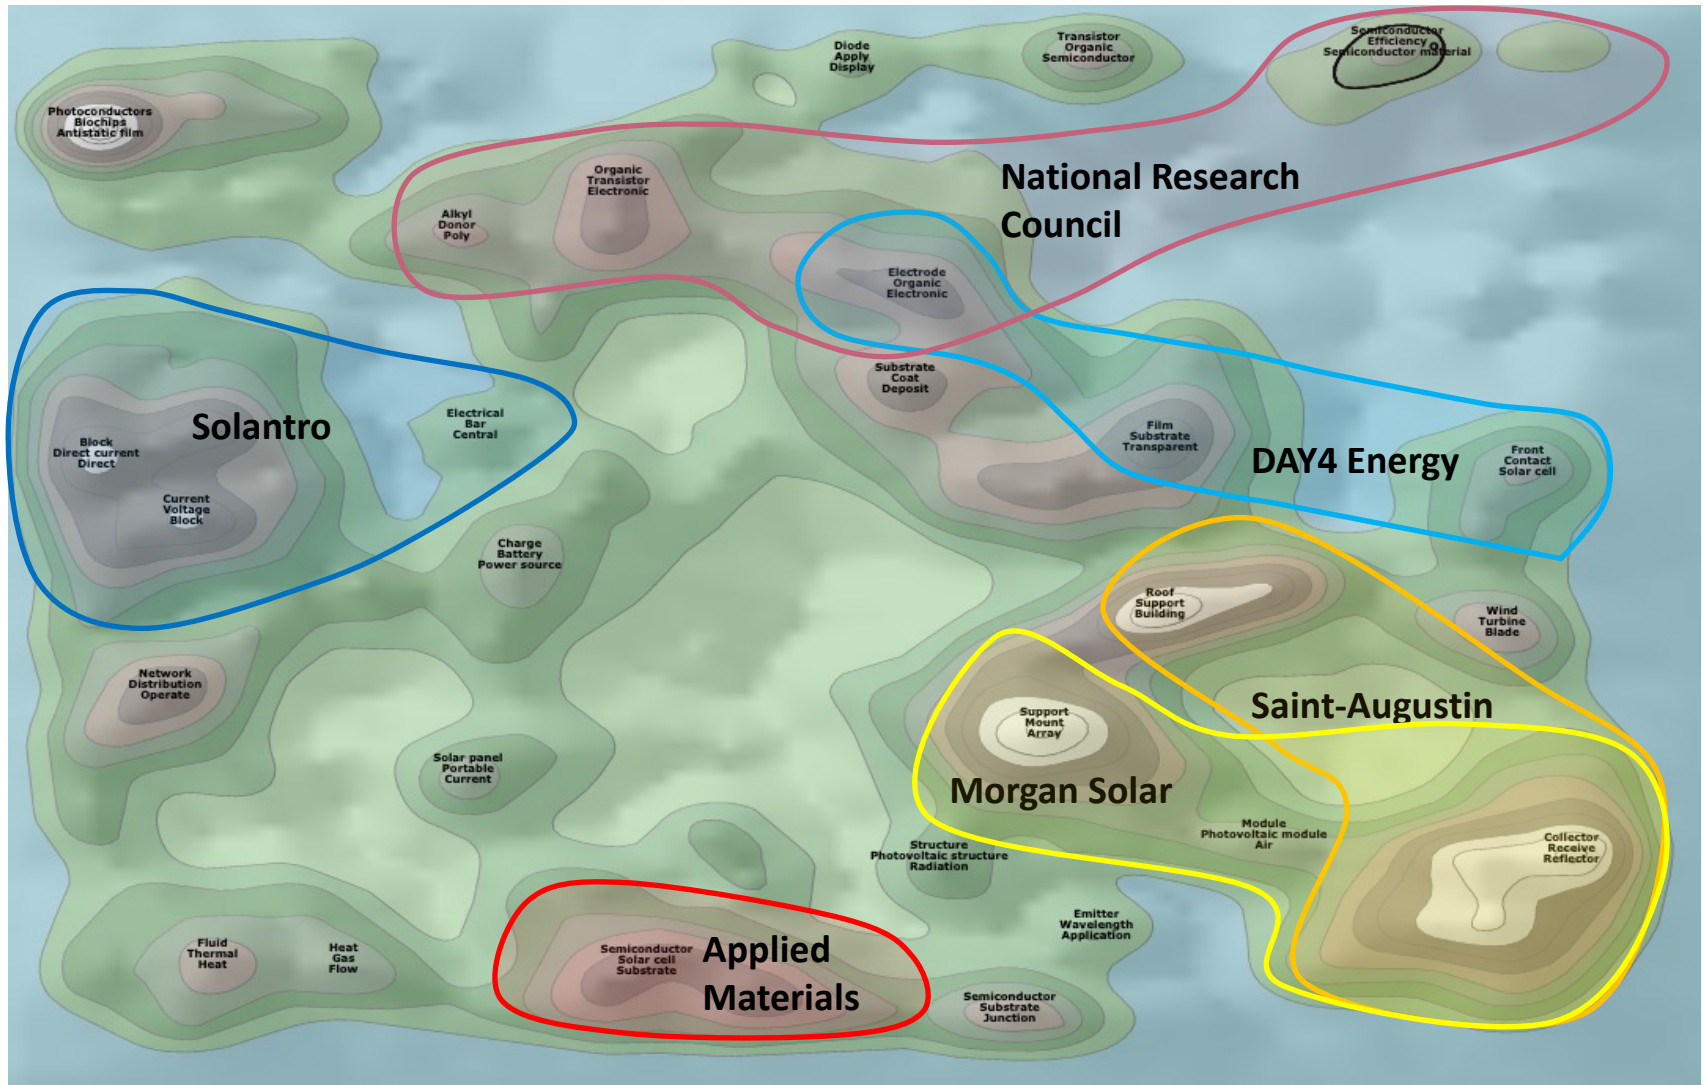 Diode
Apply
Display
Transistor
Organic
Semiconductor
Semiconductor
Efficiency
Semiconductor material
Photoconductors
Biochips
Antistatic film
Organic
Transistor
Electronic
National Research
Council
Alkyl
Donor
Poly
Electrode
Organic
Electronic
Substrate
Coat
Deposit
Solantro
Electrical
Bar
Central
Block
Direct current
Direct
Current
Voltage
Block
Film
Substrate
Transparent
DAY4 Energy
Front
Contact
Solar cell
Charge
Battery
Power source
Roof
Support
Building
Wind
Turbine
Blade
Network
Distribution
Operate
Saint-Augustin
Support
Mount
Array
Solar panel
Portable
Current
Morgan Solar
Module
Photovoltaic module
Air
Structure
Photovoltaic structure
Radiation
Collector
Receive
Reflector
Emitter
Wavelength
Application
Fluid
Thermal
Heat
Heat
Gas
Flow
Semiconductor
Solar cell
Substrate
Applied
Materials
Semiconductor
Substrate
Junction